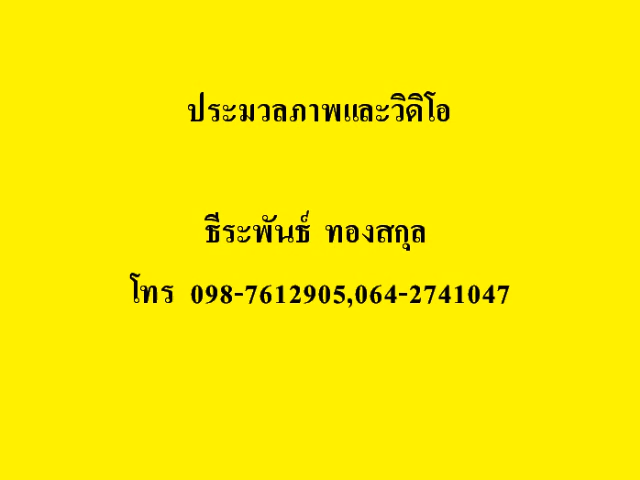 ประมวลภาพและวิดิโอ
ธีระพันธ์ ทองสกุล
โทร 098-7612905,064-2741047